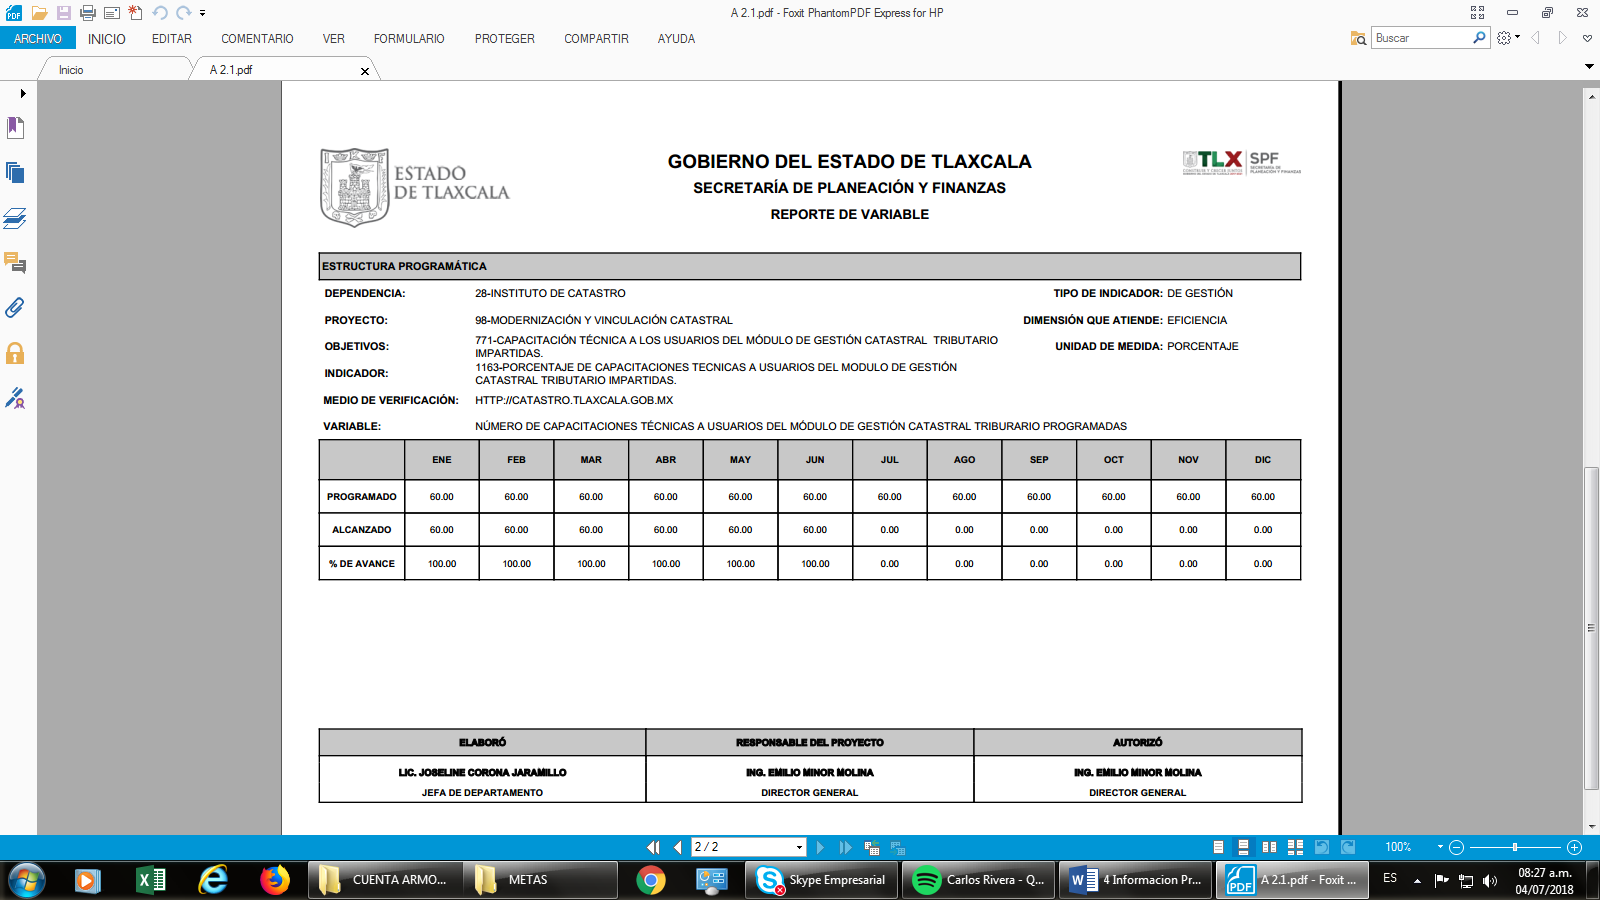 A 2.1.pdf - Foxit PhantomPDF Express for HP
ARCHIVO INICIO EDITAR COMENTARIO VER FORMULARIO PROTEGER COMPARTIR AYUDA
Buscar
Inicio
A 2.1.pdf
ESTADO
DE TLAXCALA
GOBIERNO DEL ESTADO DE TLAXCALA
SECRETARÍA DE PLANEACIÓN Y FINANZAS
REPORTE DE VARIABLE
TLX SPF
SECRETARÍA DE
PLANEACIÓN Y FINANZAS
ESTRUCTURA PROGRAMÁTICA
DEPENDENCIA: 28-INSTITUTO DE CATASTRO TIPO DE INDICADOR: DE GESTIÓN
PROYECTO: 98-MODERNIZACIÓN Y VINCULACIÓN CATASTRAL DIMENSIÓN QUE ATIENDE: EFICIENCIA
OBJETIVOS: 771-CAPACITACIÓN TÉCNICA A LOS USUARIOS DEL MÓDULO DE GESTIÓN CATASTRAL TRIBUTARIO
IMPARTIDAS.
UNIDAD DE MEDIDA: PORCENTAJE
INDICADOR: 1163-PORCENTAJE DE CAPACITACIONES TECNICAS A USUARIOS DEL MODULO DE GESTIÓN
CATASTRAL TRIBUTARIO IMPARTIDAS.
MEDIO DE VERIFICACIÓN: HTTP://CATASTRO.TLAXCALA.GOB.MX
VARIABLE: NÚMERO DE CAPACITACIONES TÉCNICAS A USUARIOS DEL MÓDULO DE GESTIÓN CATASTRAL TRIBURARIO PROGRAMADAS
ENE FEB MAR ABR MAY JUN JUL AGO SEP OCT NOV DIC
PROGRAMADO 60.00 60.00 60.00 60.00 60.00 60.00 60.00 60.00 60.00 60.00 60.00 60.00
ALCANZADO 60.00 60.00 60.00 60.00 60.00 60.00 0.00 0.00 0.00 0.00 0.00 0.00
% DE AVANCE 100.00 100.00 100.00 100.00 100.00 100.00 0.00 0.00 0.00 0.00 0.00 0.00
ELABORÓ RESPONSABLE DEL PROYECTO AUTORIZÓ
LIC. JOSELINE CORONA JARAMILLO ING. EMILIO MINOR MOLINA ING. EMILIO MINOR MOLINA
JEFA DE DEPARTAMENTO DIRECTOR GENERAL DIRECTOR GENERAL
2 / 2
100%
CUENTA ARMO... METAS Skype Empresarial Carlos Rivera - Q... 4 Informacion Pr... A 2.1.pdf - Foxit ... ES
08:27 a.m.
04/07/2018